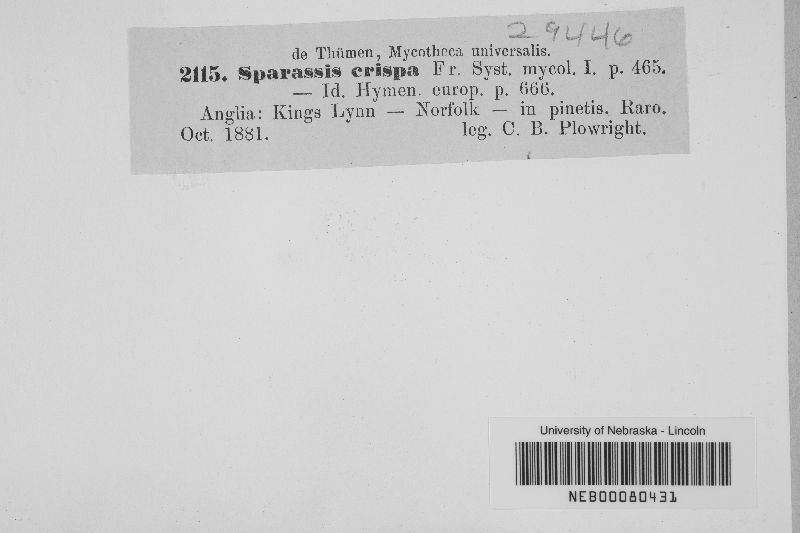 29446
de Thümen, Mycotheca universalis.
2115. Sparassis crispa Fr. Syst. mycol. I. p. 465.
— Id. Hymen. europ. p. 666.
Anglia: Kings Lynn — Norfolk — in pinetis. Raro.
Oct. 1881. leg. C. B. Plowright.
University of Nebraska - Lincoln
NEB00080431